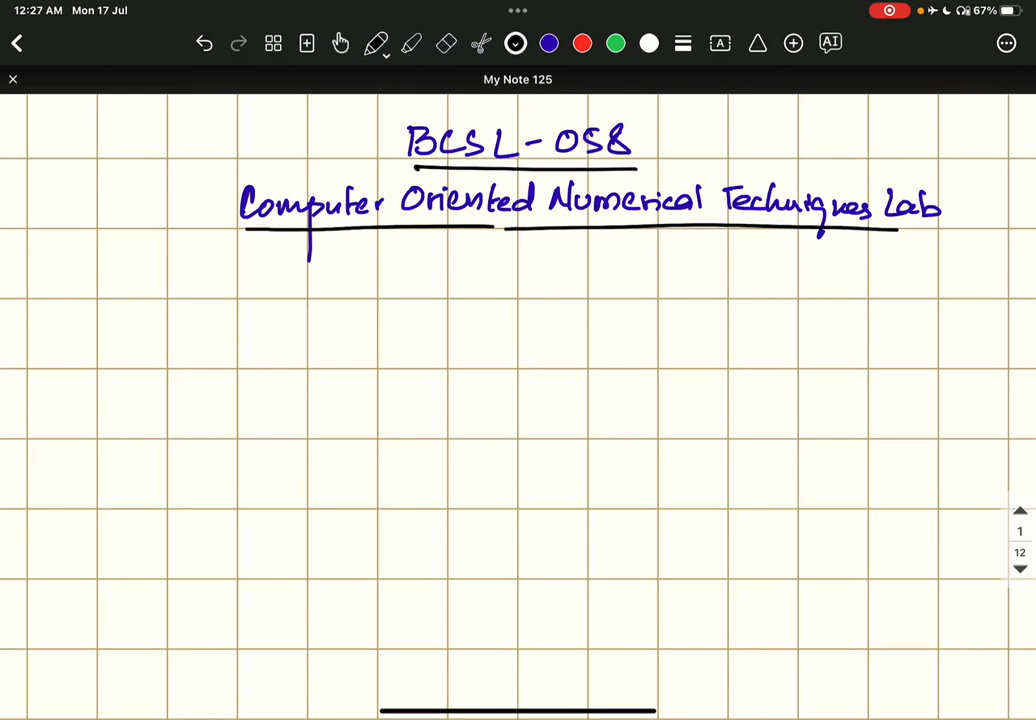 12:27 AM Mon 17 Jul 67%
A AI
My Note 125
BCSL-058
Computer Oriented Numerical Techniques Lab
1
12